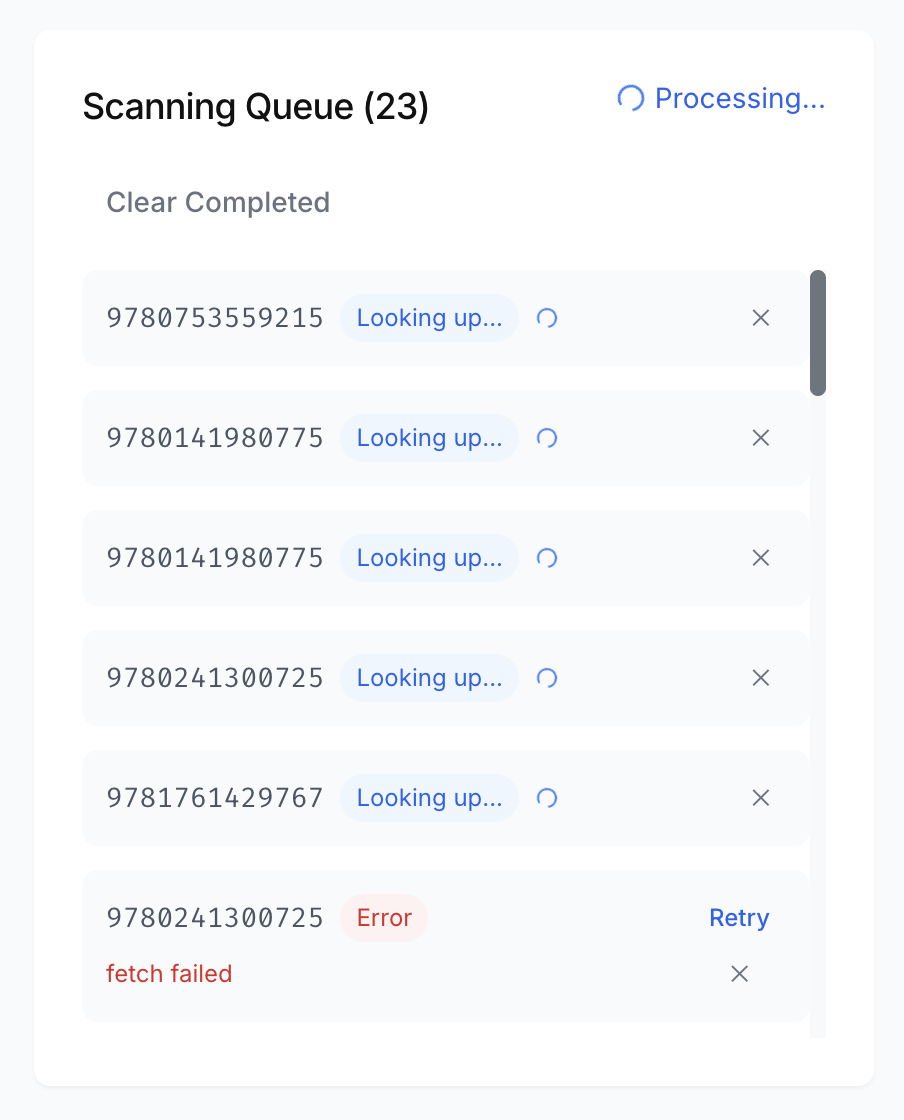 Scanning Queue (23)
Processing...
Clear Completed
9780753559215 Looking up...
9780141980775 Looking up...
9780141980775 Looking up...
9780241300725 Looking up...
9781761429767 Looking up...
9780241300725 Error Retry
fetch failed